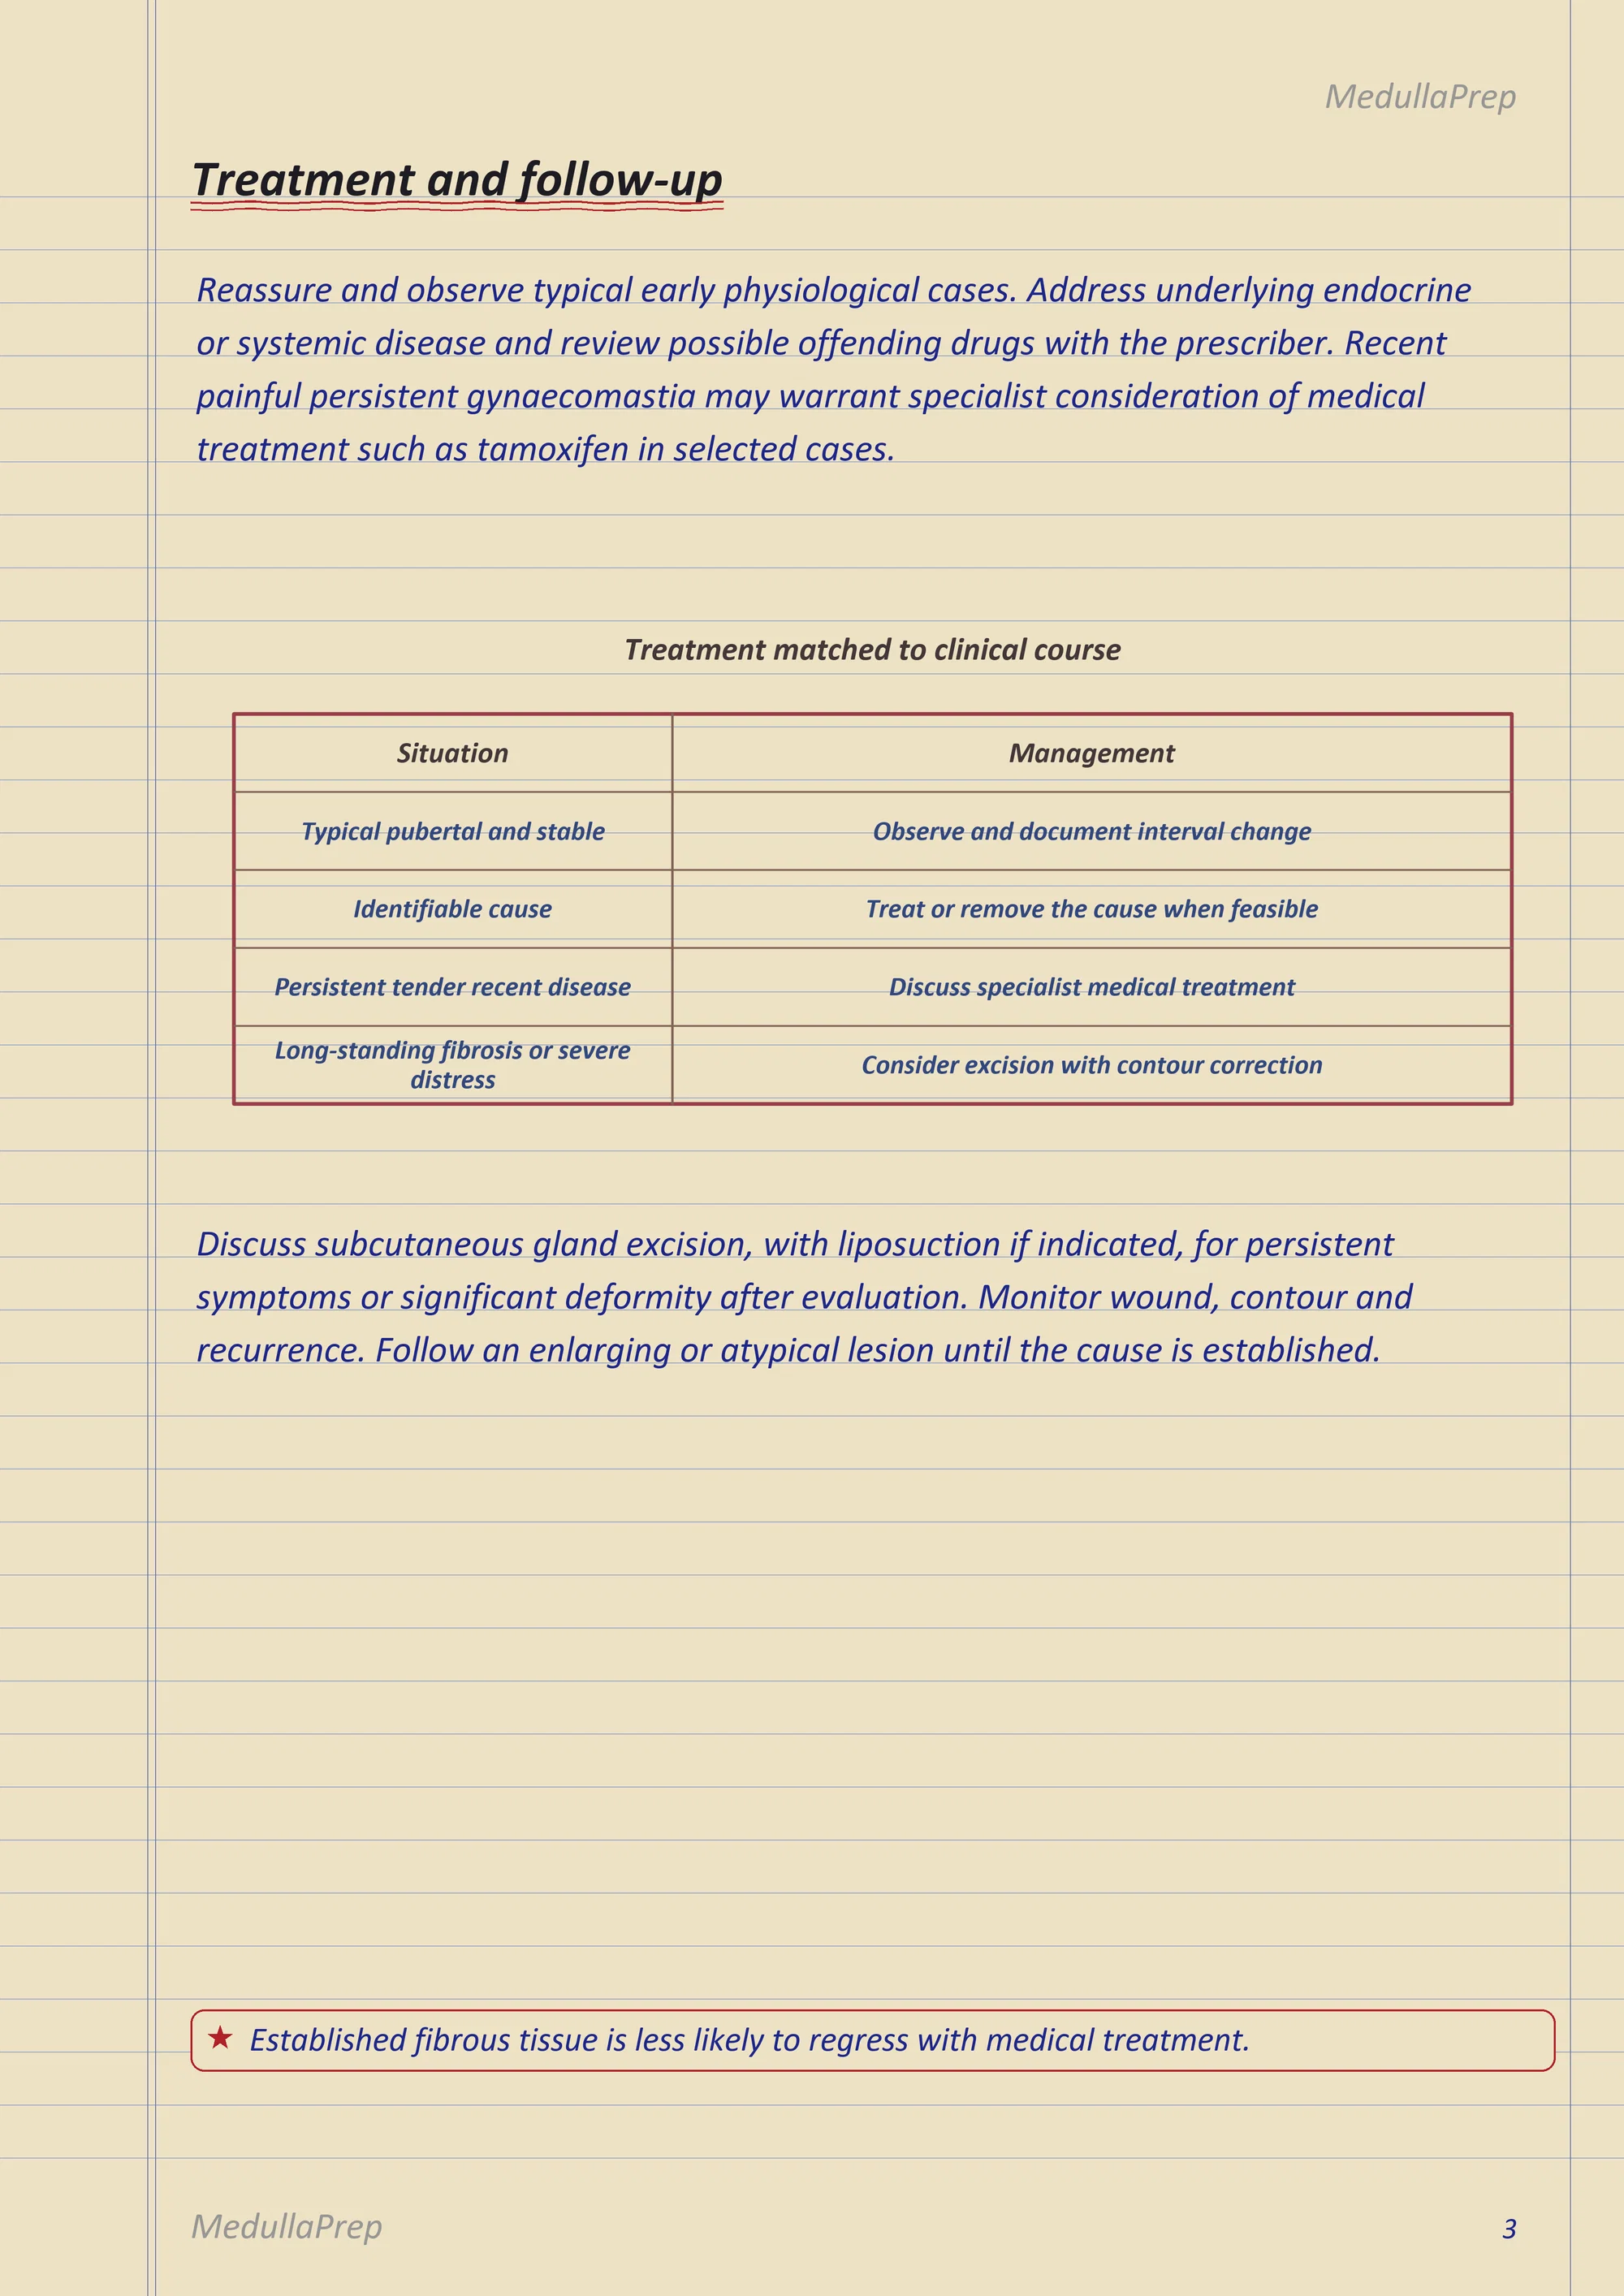 MedullaPrep
Treatment and follow-up
Reassure and observe typical early physiological cases. Address underlying endocrine
or systemic disease and review possible offending drugs with the prescriber. Recent
painful persistent gynaecomastia may warrant specialist consideration of medical
treatment such as tamoxifen in selected cases.
Treatment matched to clinical course
Situation Management
Typical pubertal and stable Observe and document interval change
Identifiable cause Treat or remove the cause when feasible
Persistent tender recent disease Discuss specialist medical treatment
Long-standing fibrosis or severe
distress
Consider excision with contour correction
Discuss subcutaneous gland excision, with liposuction if indicated, for persistent
symptoms or significant deformity after evaluation. Monitor wound, contour and
recurrence. Follow an enlarging or atypical lesion until the cause is established.
★ Established fibrous tissue is less likely to regress with medical treatment.
MedullaPrep 3